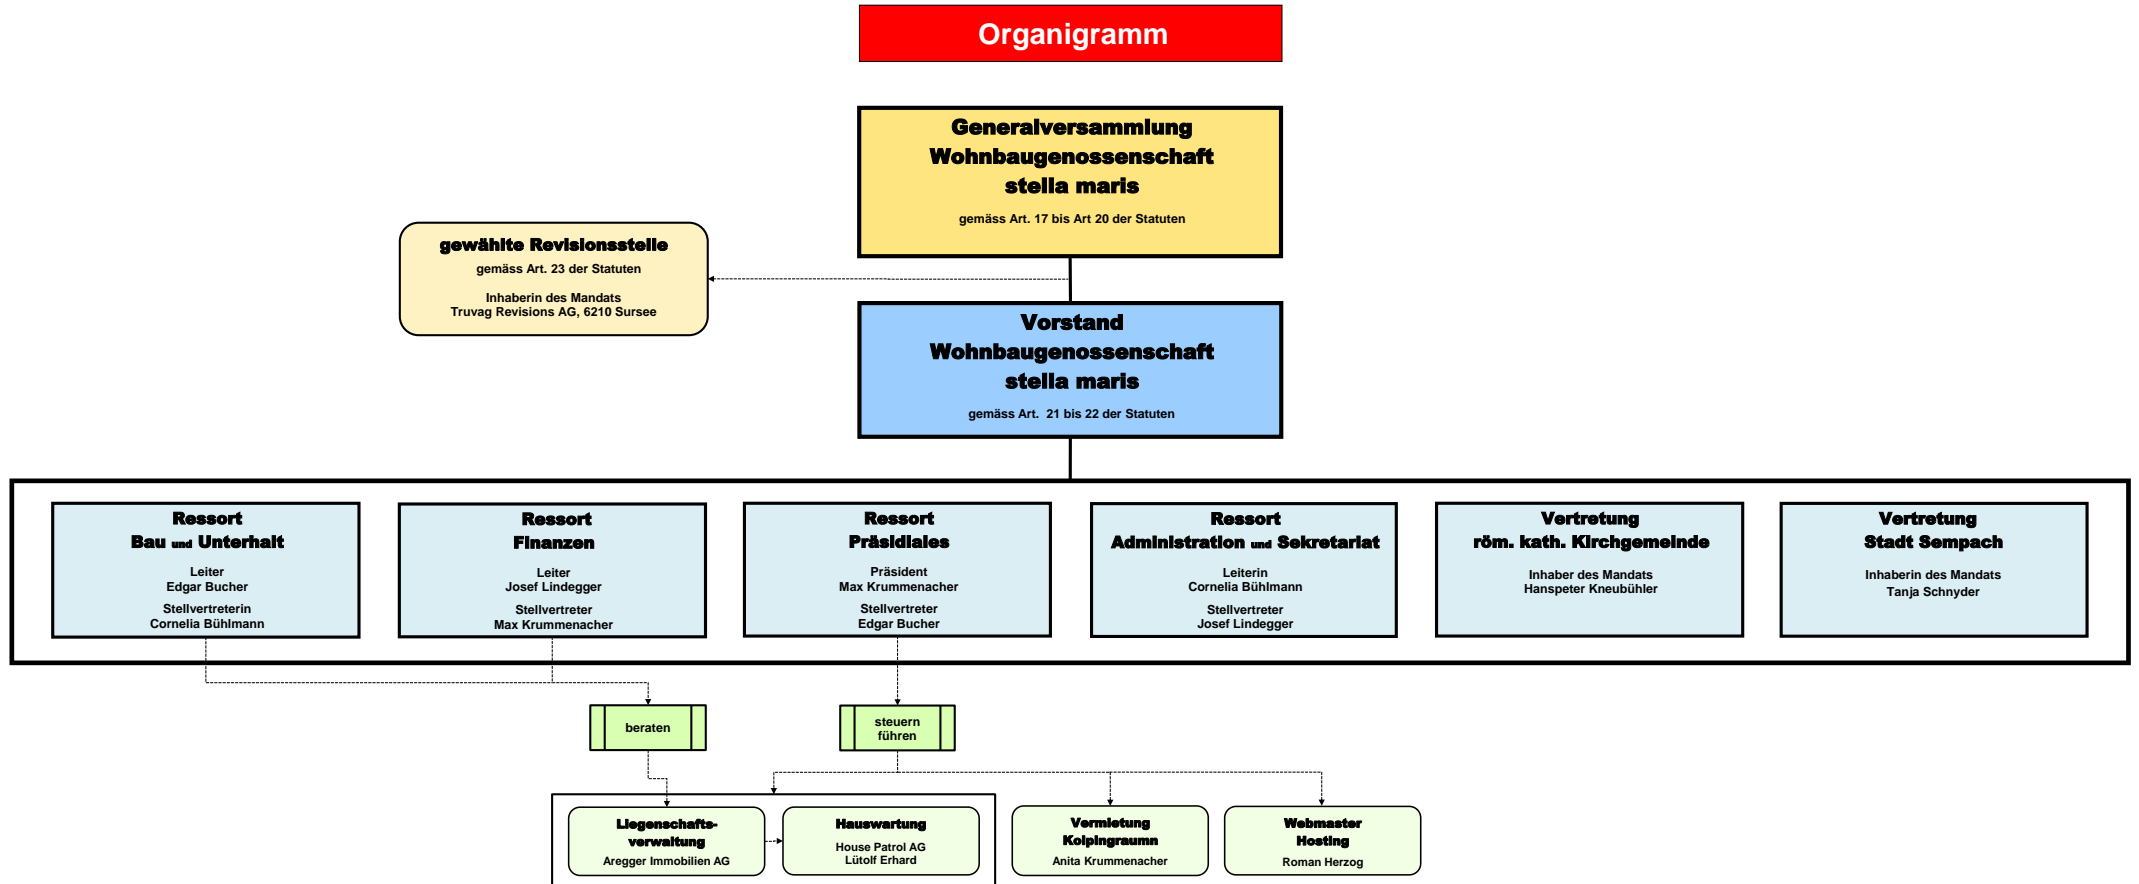 Organigramm
Generalversammlung
Wohnbaugenossenschaft
stella maris
gemäss Art. 17 bis Art 20 der Statuten
gewählte Revisionsstelle
gemäss Art. 23 der Statuten
Inhaberin des Mandats
Truvag Revisions AG, 6210 Sursee
Vorstand
Wohnbaugenossenschaft
stella maris
gemäss Art. 21 bis 22 der Statuten
Ressort
Bau und Unterhalt
Leiter
Edgar Bucher
Stellvertreterin
Cornelia Bühlmann
Ressort
Finanzen
Leiter
Josef Lindegger
Stellvertreter
Max Krummenacher
Ressort
Präsidiales
Präsident
Max Krummenacher
Stellvertreter
Edgar Bucher
Ressort
Administration und Sekretariat
Leiterin
Cornelia Bühlmann
Stellvertreter
Josef Lindegger
Vertretung
röm. kath. Kirchgemeinde
Inhaber des Mandats
Hanspeter Kneubühler
Vertretung
Stadt Sempach
Inhaberin des Mandats
Tanja Schnyder
beraten
steuern
führen
Liegenschafts-
verwaltung
Aregger Immobilien AG
Hauswartung
House Patrol AG
Lütolf Erhard
Vermietung
Kolpingraumn
Anita Krummenacher
Webmaster
Hosting
Roman Herzog